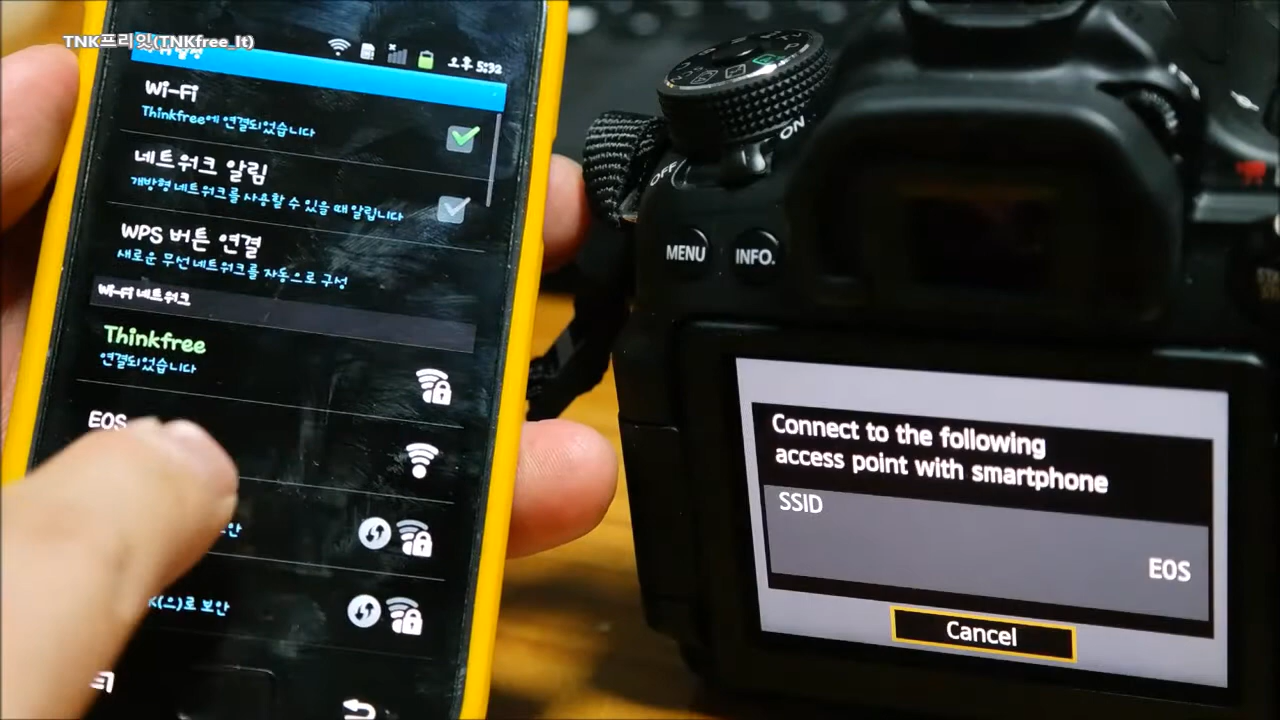 TNK프리잇(TNKfree_It)
오후 5:32
Wi-Fi
Thinkfree에 연결되었습니다
네트워크 알림
개방형 네트워크를 사용할 수 있을 때 알립니다
WPS 버튼 연결
새로운 무선 네트워크를 자동으로 구성
Wi-Fi 네트워크
Thinkfree
연결되었습니다
EOS
(으)로 보안
OFF
ON
MENU
INFO.
Connect to the following
access point with smartphone
SSID
EOS
Cancel